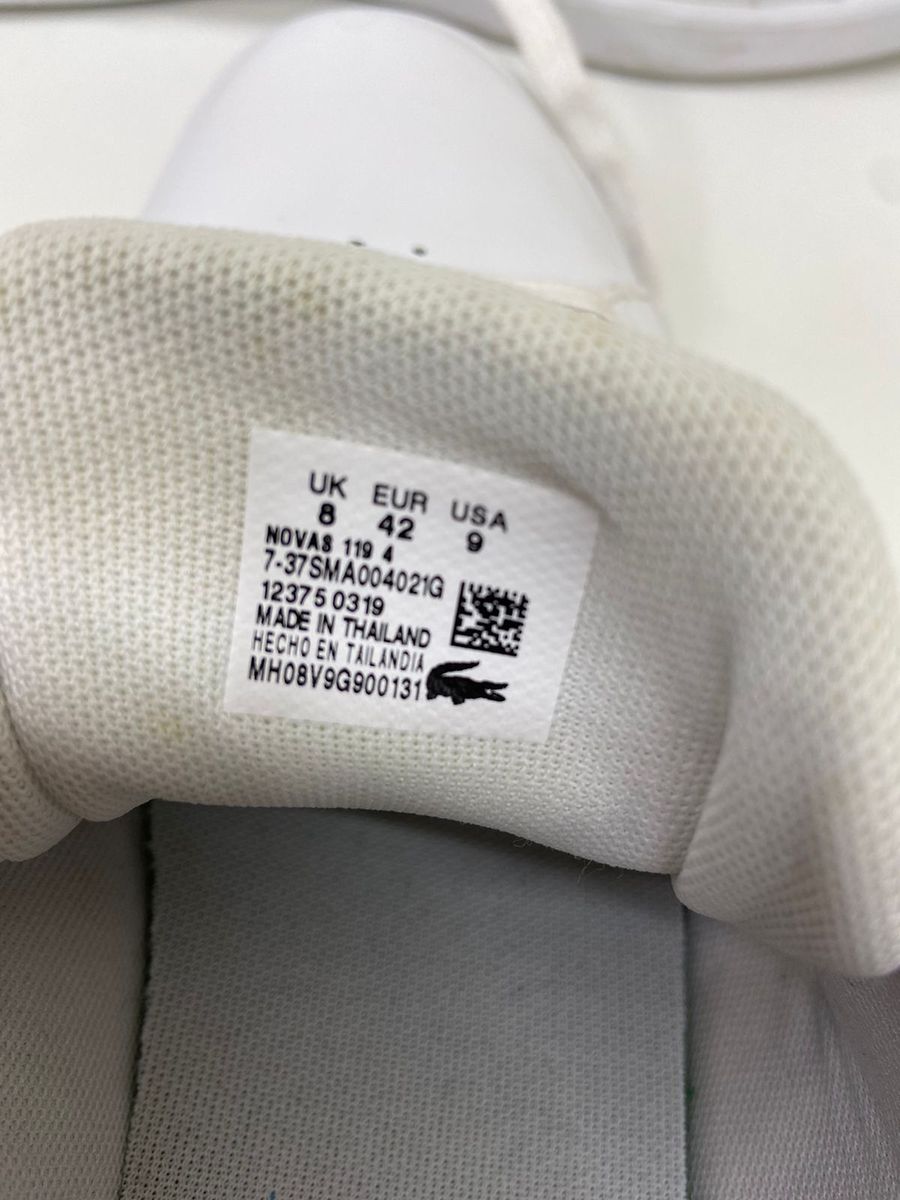 UK EUR USA
8 42 9
NOVAS 119 4
7-37SMA004021G
12375 0319
MADE IN THAILAND
HECHO EN TAILANDIA
MH08V9G900131